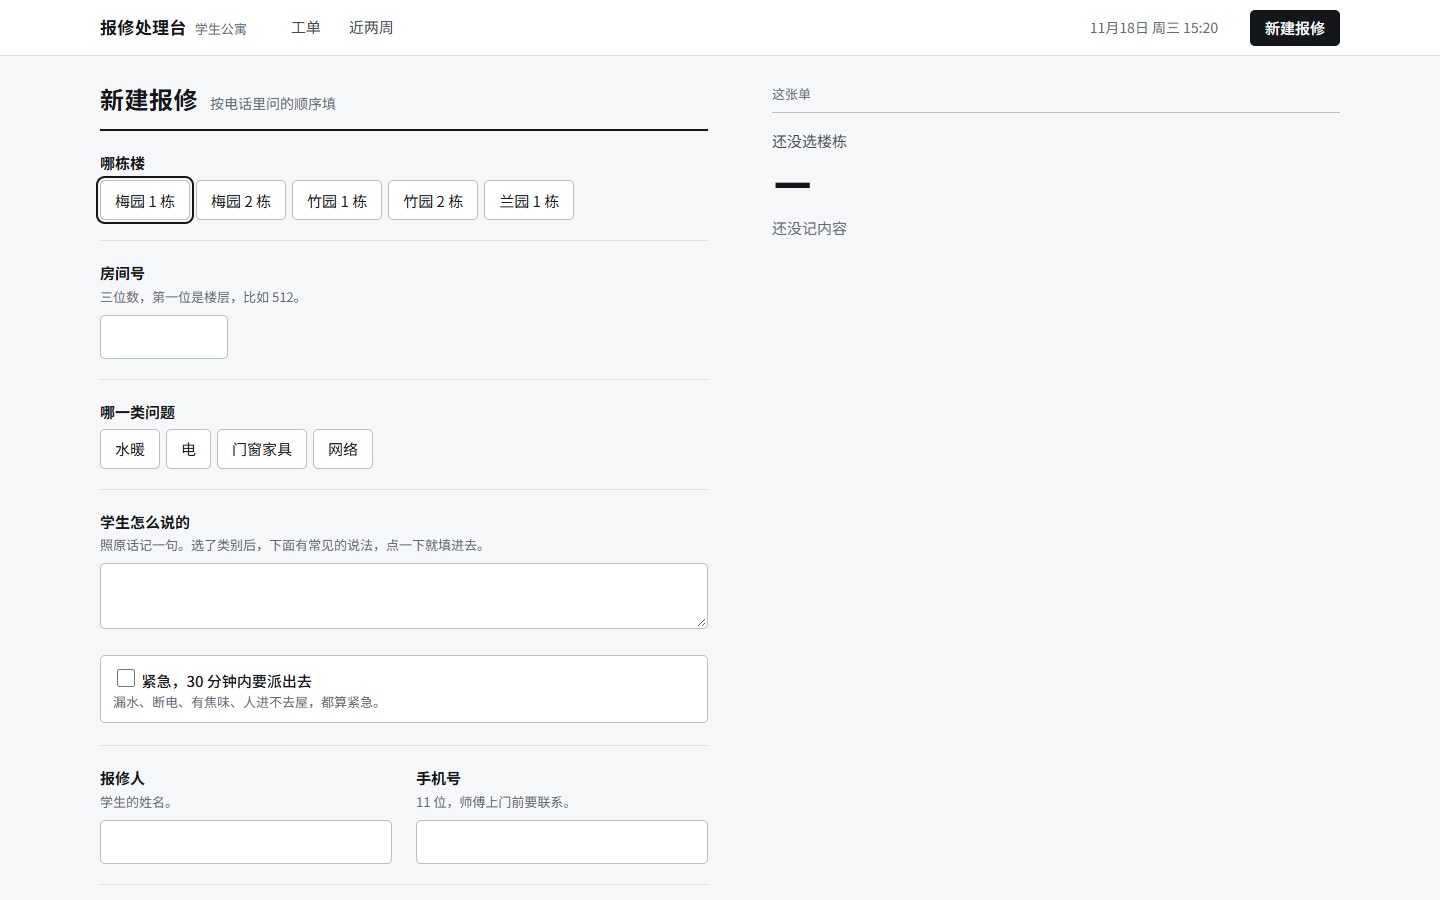 报修处理台 学生公寓 工单 近两周 11月18日 周三 15:20 新建报修
新建报修 按电话里问的顺序填
哪栋楼
梅园 1 栋 梅园 2 栋 竹园 1 栋 竹园 2 栋 兰园 1 栋
房间号
三位数，第一位是楼层，比如 512。
哪一类问题
水暖 电 门窗家具 网络
学生怎么说的
照原话记一句。选了类别后，下面有常见的说法，点一下就填进去。
紧急，30 分钟内要派出去
漏水、断电、有焦味、人进不去屋，都算紧急。
报修人 手机号
学生的姓名。 11 位，师傅上门前要联系。
这张单
还没选楼栋
—
还没记内容